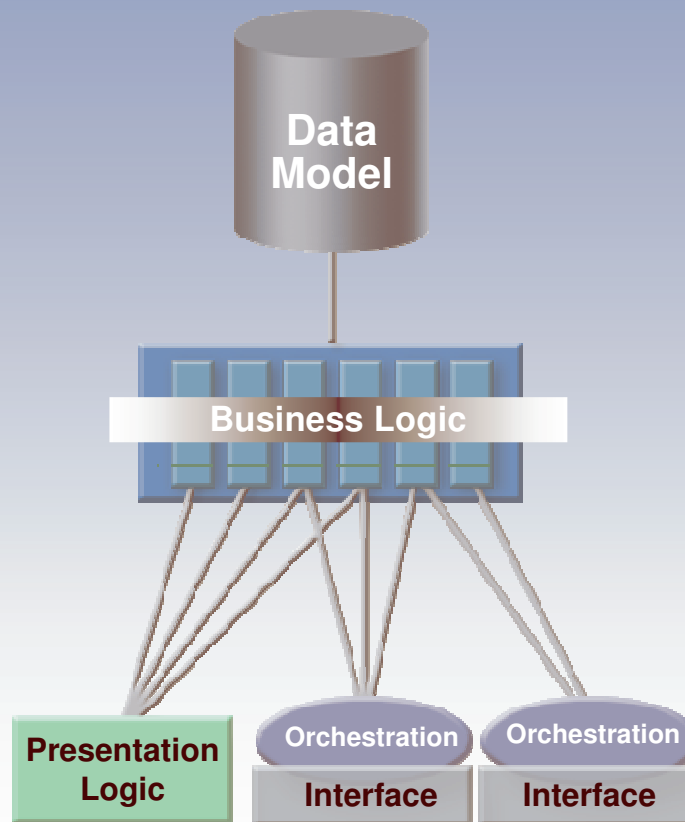 Data
Model
Business Logic
Presentation
Logic
Orchestration
Interface
Orchestration
Interface